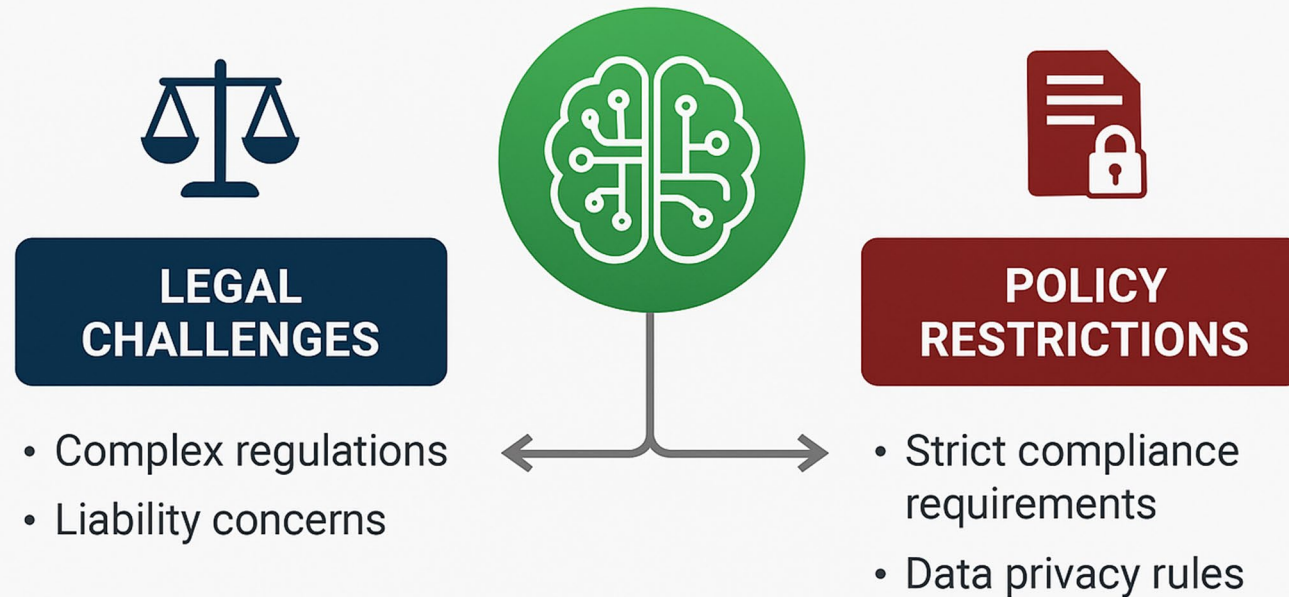 LEGAL
CHALLENGES
• Complex regulations
• Liability concerns
POLICY
RESTRICTIONS
• Strict compliance
requirements
• Data privacy rules